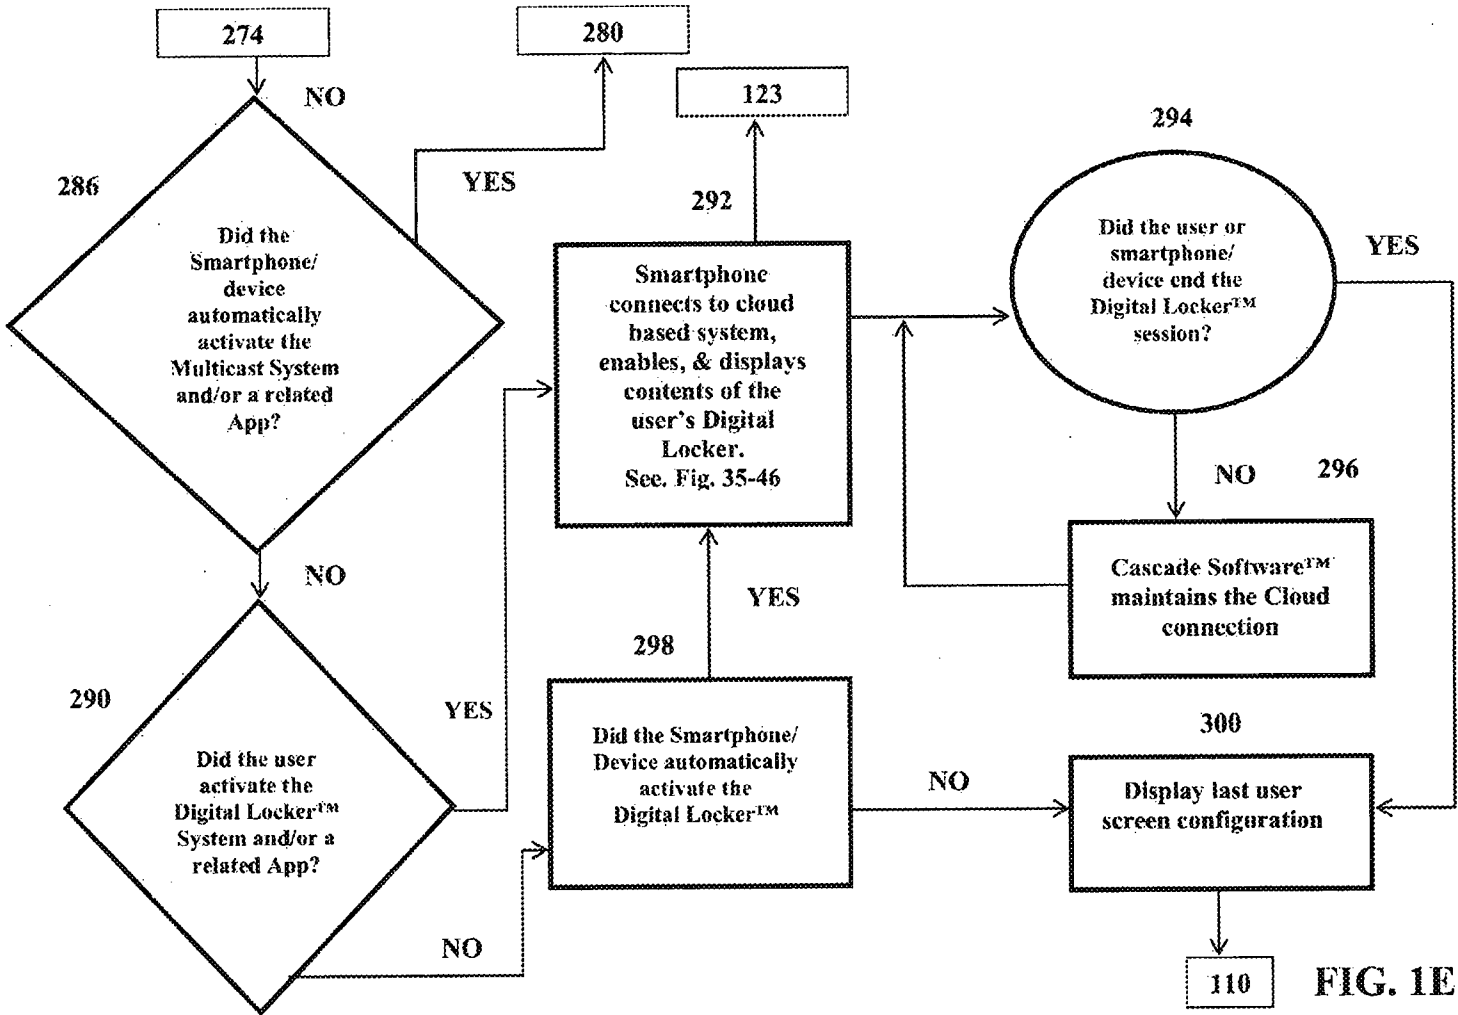 274
280
123
NO
YES
286
Did the
Smartphone/
device
automatically
activate the
Multicast System
and/or a related
App?
NO
290
Did the user
activate the
Digital Locker™
System and/or a
related App?
YES
NO
292
Smartphone
connects to cloud
based system,
enables, & displays
contents of the
user's Digital
Locker.
See. Fig. 35-46
YES
298
Did the Smartphone/
Device automatically
activate the
Digital Locker™
NO
294
Did the user or
smartphone/
device end the
Digital Locker™
session?
YES
NO
296
Cascade Software™
maintains the Cloud
connection
300
Display last user
screen configuration
110
FIG. 1E